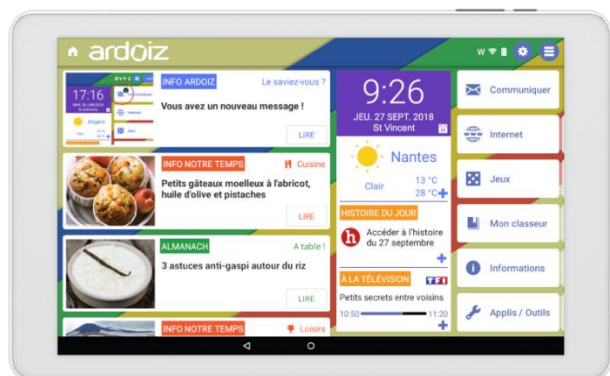 ardoiz
W
INFO ARDOIZ
Le saviez-vous ?
Vous avez un nouveau message !
LIRE
17:16
Angers
INFO NOTRE TEMPS
Cuisine
Petits gâteaux moelleux à l'abricot,
huile d'olive et pistaches
LIRE
ALMANACH
A table !
3 astuces anti-gaspi autour du riz
LIRE
INFO NOTRE TEMPS
Loisirs
9:26
JEU. 27 SEPT. 2018
St Vincent
Nantes
Clair
13 °C
28 °C
HISTOIRE DU JOUR
h
Accéder à l'histoire
du 27 septembre
À LA TÉLÉVISION
TF1
Petits secrets entre voisins
10:50
11:20
Communiquer
www
Internet
Jeux
Mon classeur
Informations
Applis / Outils